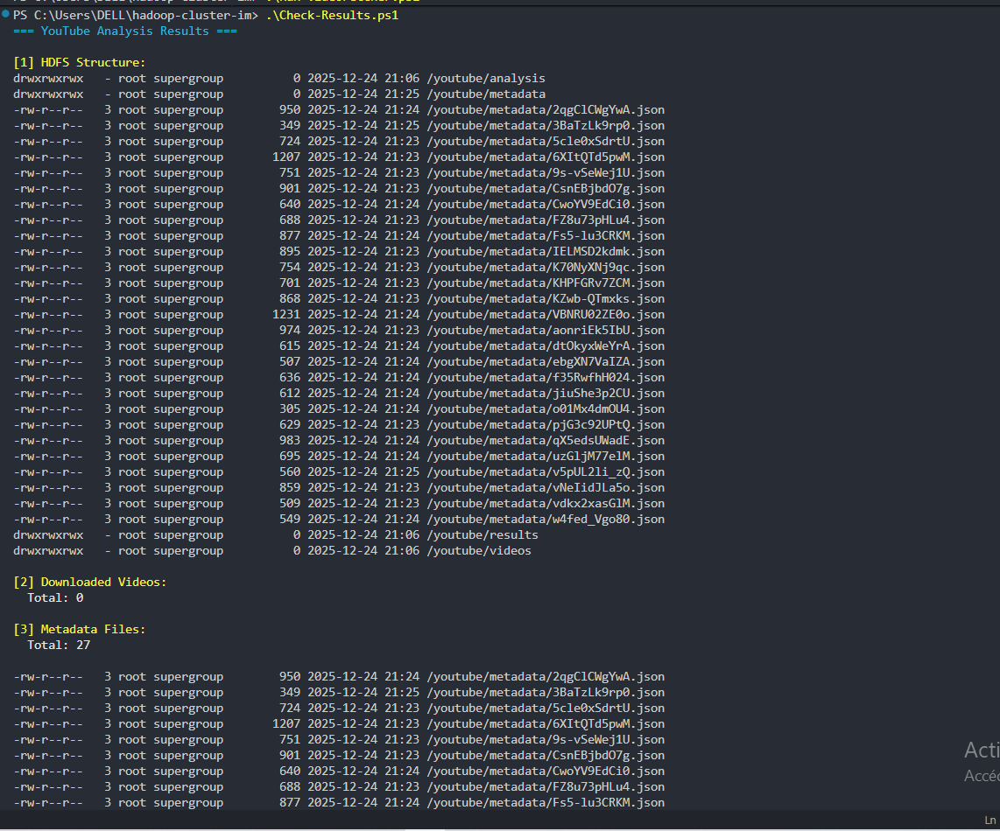 PS C:\Users\DELL\hadoop-cluster-im> .\Check-Results.ps1
=== YouTube Analysis Results ===
[1] HDFS Structure:
drwxrwxrwx   - root supergroup          0 2025-12-24 21:06 /youtube/analysis
drwxrwxrwx   - root supergroup          0 2025-12-24 21:25 /youtube/metadata
-rw-r--r--   3 root supergroup        950 2025-12-24 21:24 /youtube/metadata/2qgClCWgYwA.json
-rw-r--r--   3 root supergroup        349 2025-12-24 21:25 /youtube/metadata/3BaTzLk9rp0.json
-rw-r--r--   3 root supergroup        724 2025-12-24 21:23 /youtube/metadata/5cle0xSdrtU.json
-rw-r--r--   3 root supergroup       1207 2025-12-24 21:23 /youtube/metadata/6XItQTd5pwM.json
-rw-r--r--   3 root supergroup        751 2025-12-24 21:23 /youtube/metadata/9s-vSeWej1U.json
-rw-r--r--   3 root supergroup        901 2025-12-24 21:23 /youtube/metadata/CsnEBjbdO7g.json
-rw-r--r--   3 root supergroup        640 2025-12-24 21:24 /youtube/metadata/CwoYV9EdCi0.json
-rw-r--r--   3 root supergroup        688 2025-12-24 21:23 /youtube/metadata/FZ8u73pHLu4.json
-rw-r--r--   3 root supergroup        877 2025-12-24 21:24 /youtube/metadata/Fs5-lu3CRKM.json
-rw-r--r--   3 root supergroup        895 2025-12-24 21:23 /youtube/metadata/IELMSD2kdmk.json
-rw-r--r--   3 root supergroup        754 2025-12-24 21:23 /youtube/metadata/K70NyXNj9qc.json
-rw-r--r--   3 root supergroup        701 2025-12-24 21:23 /youtube/metadata/KHPFGRv7ZCM.json
-rw-r--r--   3 root supergroup        868 2025-12-24 21:23 /youtube/metadata/KZwb-QTmxks.json
-rw-r--r--   3 root supergroup       1231 2025-12-24 21:24 /youtube/metadata/VBNRU02ZE0o.json
-rw-r--r--   3 root supergroup        974 2025-12-24 21:23 /youtube/metadata/aonriEk5IbU.json
-rw-r--r--   3 root supergroup        615 2025-12-24 21:24 /youtube/metadata/dtOkyxWeYrA.json
-rw-r--r--   3 root supergroup        507 2025-12-24 21:24 /youtube/metadata/ebgXN7VaIZA.json
-rw-r--r--   3 root supergroup        636 2025-12-24 21:24 /youtube/metadata/f35RwfhH024.json
-rw-r--r--   3 root supergroup        612 2025-12-24 21:24 /youtube/metadata/jiuShe3p2CU.json
-rw-r--r--   3 root supergroup        305 2025-12-24 21:24 /youtube/metadata/o01Mx4dmOU4.json
-rw-r--r--   3 root supergroup        629 2025-12-24 21:23 /youtube/metadata/pjG3c92UPtQ.json
-rw-r--r--   3 root supergroup        983 2025-12-24 21:24 /youtube/metadata/qX5edsUWadE.json
-rw-r--r--   3 root supergroup        695 2025-12-24 21:24 /youtube/metadata/uzGljM77elM.json
-rw-r--r--   3 root supergroup        560 2025-12-24 21:25 /youtube/metadata/v5pUL2li_zQ.json
-rw-r--r--   3 root supergroup        859 2025-12-24 21:23 /youtube/metadata/vNeIidJLa5o.json
-rw-r--r--   3 root supergroup        509 2025-12-24 21:23 /youtube/metadata/vdkx2xasGlM.json
-rw-r--r--   3 root supergroup        549 2025-12-24 21:24 /youtube/metadata/w4fed_Vgo80.json
drwxrwxrwx   - root supergroup          0 2025-12-24 21:06 /youtube/results
drwxrwxrwx   - root supergroup          0 2025-12-24 21:06 /youtube/videos
[2] Downloaded Videos:
Total: 0
[3] Metadata Files:
Total: 27
-rw-r--r--   3 root supergroup        950 2025-12-24 21:24 /youtube/metadata/2qgClCWgYwA.json
-rw-r--r--   3 root supergroup        349 2025-12-24 21:25 /youtube/metadata/3BaTzLk9rp0.json
-rw-r--r--   3 root supergroup        724 2025-12-24 21:23 /youtube/metadata/5cle0xSdrtU.json
-rw-r--r--   3 root supergroup       1207 2025-12-24 21:23 /youtube/metadata/6XItQTd5pwM.json
-rw-r--r--   3 root supergroup        751 2025-12-24 21:23 /youtube/metadata/9s-vSeWej1U.json
-rw-r--r--   3 root supergroup        901 2025-12-24 21:23 /youtube/metadata/CsnEBjbdO7g.json
-rw-r--r--   3 root supergroup        640 2025-12-24 21:24 /youtube/metadata/CwoYV9EdCi0.json
-rw-r--r--   3 root supergroup        688 2025-12-24 21:23 /youtube/metadata/FZ8u73pHLu4.json
-rw-r--r--   3 root supergroup        877 2025-12-24 21:24 /youtube/metadata/Fs5-lu3CRKM.json
Acti
Accéd
Ln